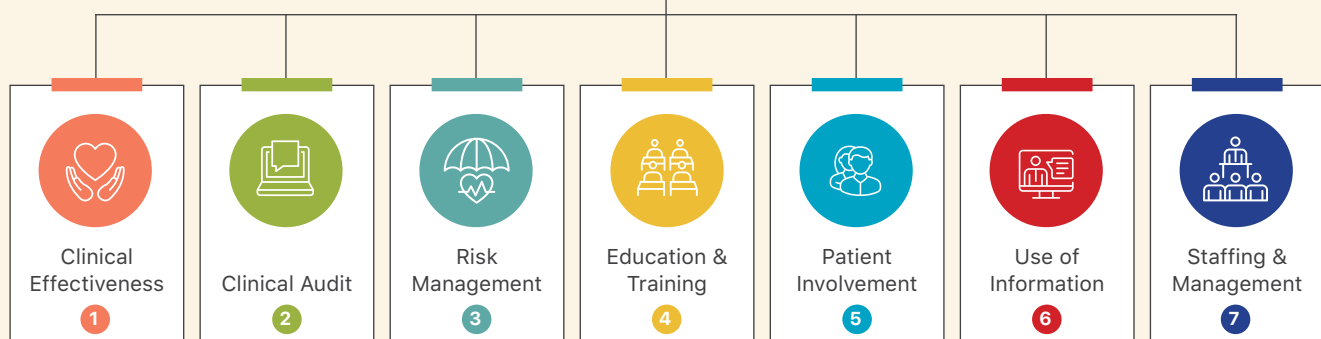 Clinical
Effectiveness
1
Clinical Audit
2
Risk
Management
3
Education &
Training
4
Patient
Involvement
5
Use of
Information
6
Staffing &
Management
7